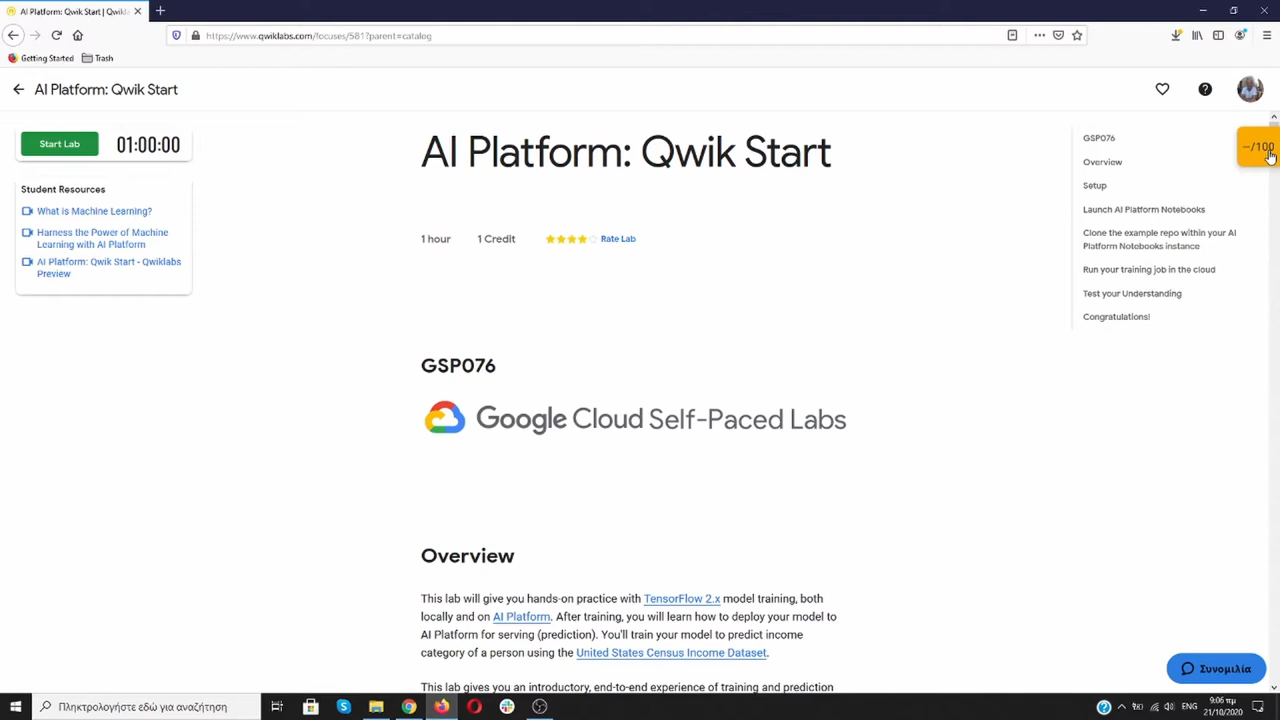 AI Platform: Qwik Start | Qwikla
https://www.qwiklabs.com/focuses/581?parent=catalog
Getting Started
Trash
AI Platform: Qwik Start
Start Lab
01:00:00
Student Resources
What is Machine Learning?
Harness the Power of Machine
Learning with AI Platform
AI Platform: Qwik Start - Qwiklabs
Preview
AI Platform: Qwik Start
1 hour
1 Credit
Rate Lab
GSP076
Google Cloud Self-Paced Labs
Overview
This lab will give you hands-on practice with TensorFlow 2.x model training, both
locally and on AI Platform. After training, you will learn how to deploy your model to
AI Platform for serving (prediction). You'll train your model to predict income
category of a person using the United States Census Income Dataset.
This lab gives you an introductory, end-to-end experience of training and prediction
GSP076
Overview
Setup
Launch AI Platform Notebooks
Clone the example repo within your AI
Platform Notebooks instance
Run your training job in the cloud
Test your Understanding
Congratulations!
–/100
Συνομιλία
Πληκτρολογήστε εδώ για αναζήτηση
ENG
9:06 πμ
21/10/2020